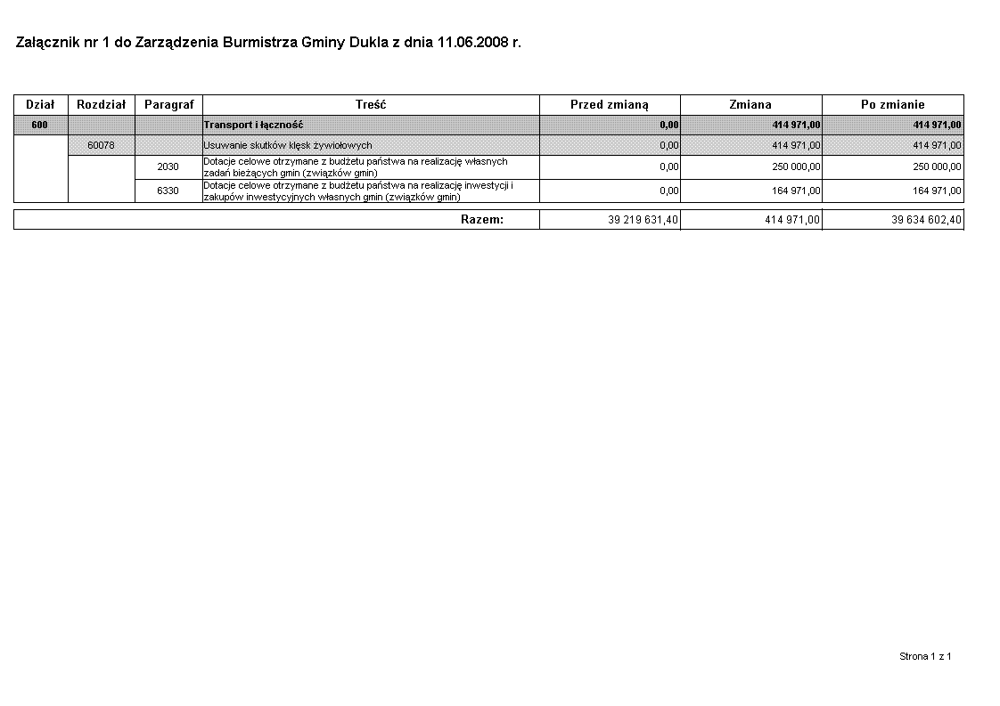 Załącznik nr 1 do Zarządzenia Burmistrza Gminy Dukla z dnia 11.06.2008 r.
Dział Rozdział Paragraf Treść Przed zmianą Zmiana Po zmianie
600 Transport i łączność 0,00 414 971,00 414 971,00
60078 Usuwanie skutków klęsk żywiołowych 0,00 414 971,00 414 971,00
2030 Dotacje celowe otrzymane z budżetu państwa na realizację własnych
zadań bieżących gmin (związków gmin) 0,00 250 000,00 250 000,00
6330 Dotacje celowe otrzymane z budżetu państwa na realizację inwestycji i
zakupów inwestycyjnych własnych gmin (związków gmin) 0,00 164 971,00 164 971,00
Razem: 39 219 631,40 414 971,00 39 634 602,40
Strona 1 z 1